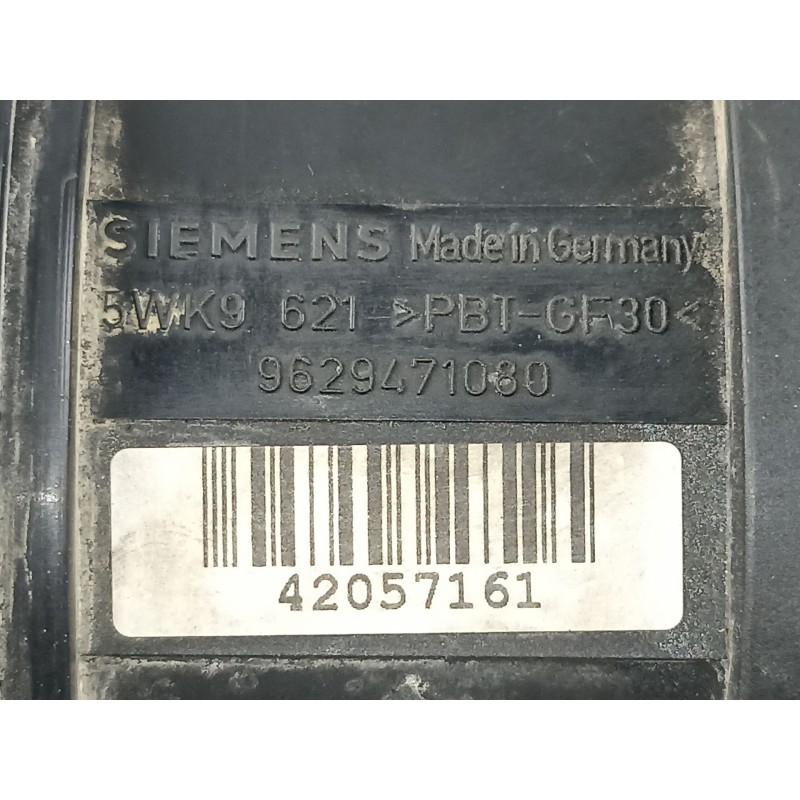 SIEMENS Made in Germany
5WK9 621 >PBT-GF30<
9629471080
42057161